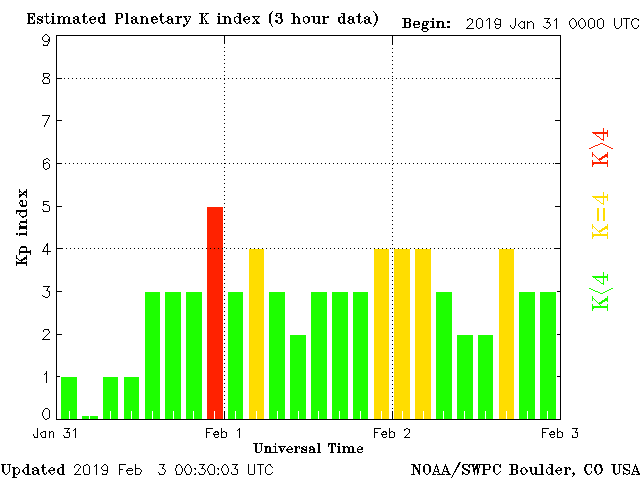 Estimated Planetary K index (3 hour data)
Begin: 2019 Jan 31 0000 UTC
9
8
7
6
5
4
3
2
1
0
Kp index
K>4
K=4
K<4
Jan 31
Feb 1
Feb 2
Feb 3
Universal Time
Updated 2019 Feb 3 00:30:03 UTC
NOAA/SWPC Boulder, CO USA